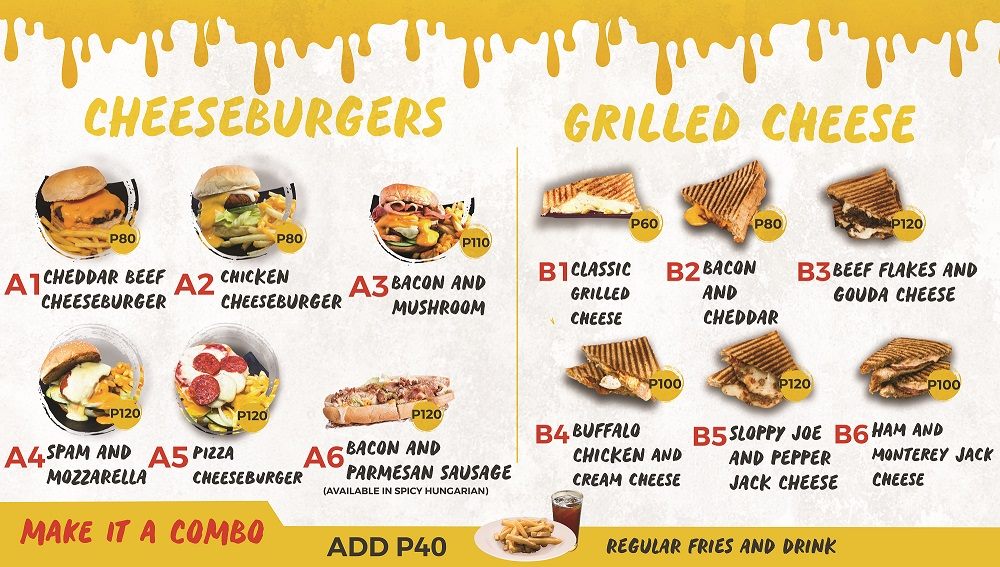 CHEESEBURGERS
P80
A1 CHEDDAR BEEF
CHEESEBURGER
P80
A2 CHICKEN
CHEESEBURGER
P110
A3 BACON AND
MUSHROOM
P120
A4 SPAM AND
MOZZARELLA
P120
A5 PIZZA
CHEESEBURGER
P120
A6 BACON AND
PARMESAN SAUSAGE
(AVAILABLE IN SPICY HUNGARIAN)
GRILLED CHEESE
P60
B1 CLASSIC
GRILLED
CHEESE
P80
B2 BACON
AND
CHEDDAR
P120
B3 BEEF FLAKES AND
GOUDA CHEESE
P100
B4 BUFFALO
CHICKEN AND
CREAM CHEESE
P120
B5 SLOPPY JOE
AND PEPPER
JACK CHEESE
P100
B6 HAM AND
MONTEREY JACK
CHEESE
MAKE IT A COMBO
ADD P40
REGULAR FRIES AND DRINK